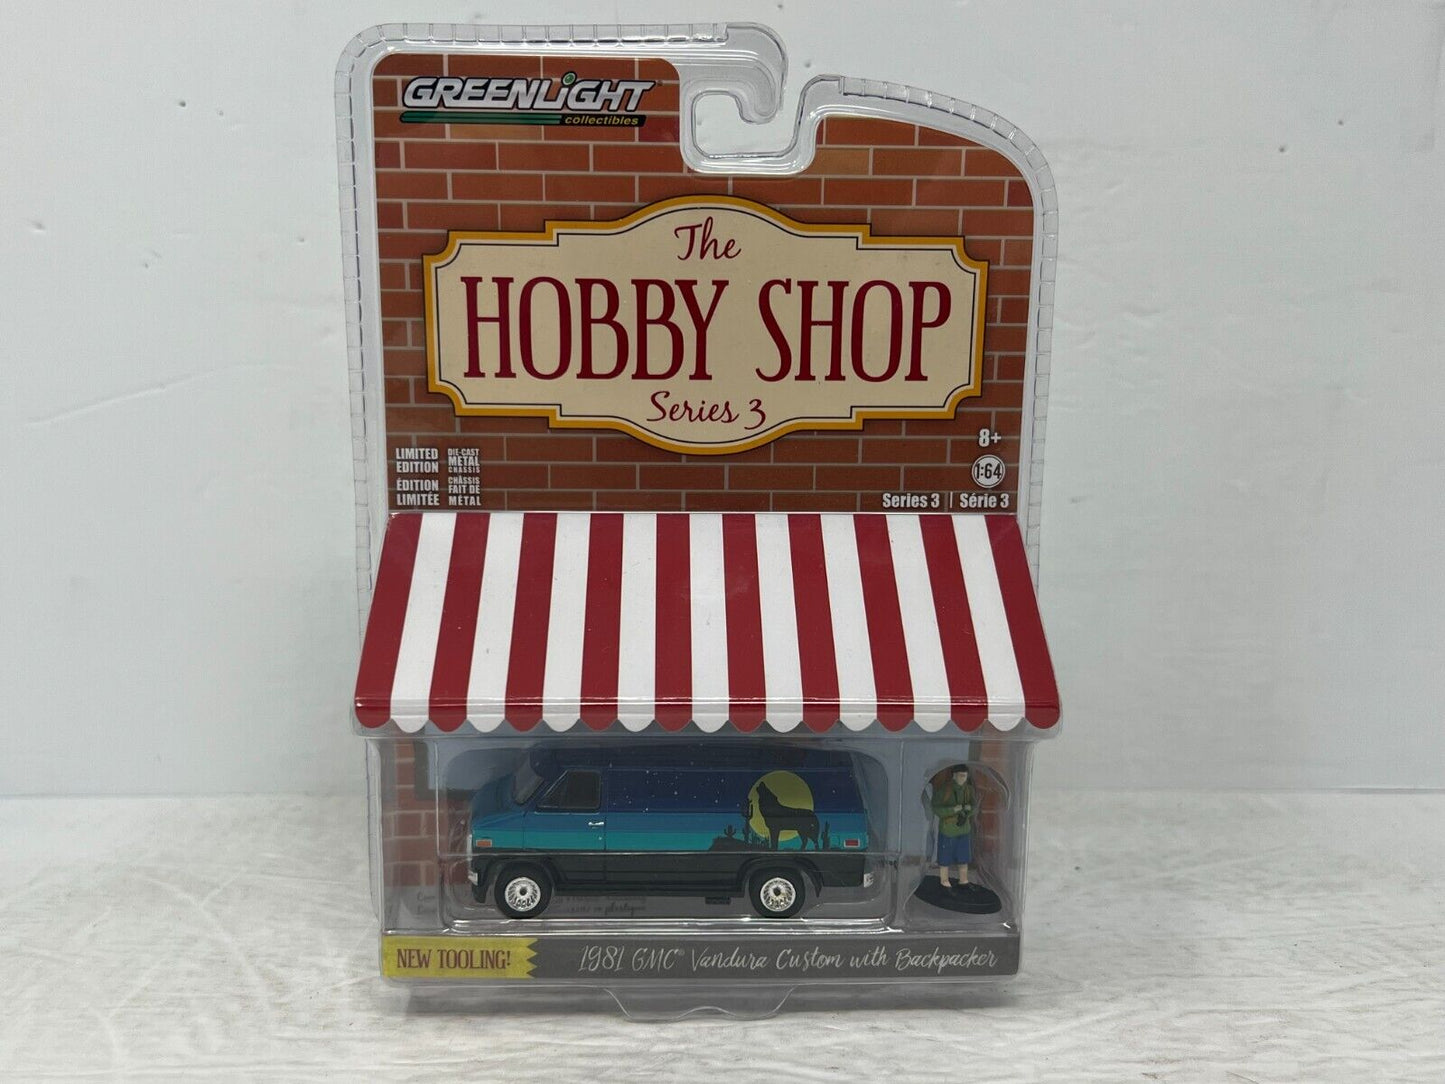 GREENLiGHT
collectibles
The
HOBBY SHOP
Series 3
8+
1:64
LIMITED
EDITION
DIE-CAST
METAL
CHASSIS
ÉDITION
LIMITÉE
CHÂSSIS
FAIT DE
MÉTAL
Series 3 | Série 3
NEW TOOLING!
1981 GMC® Vandura Custom with Backpacker